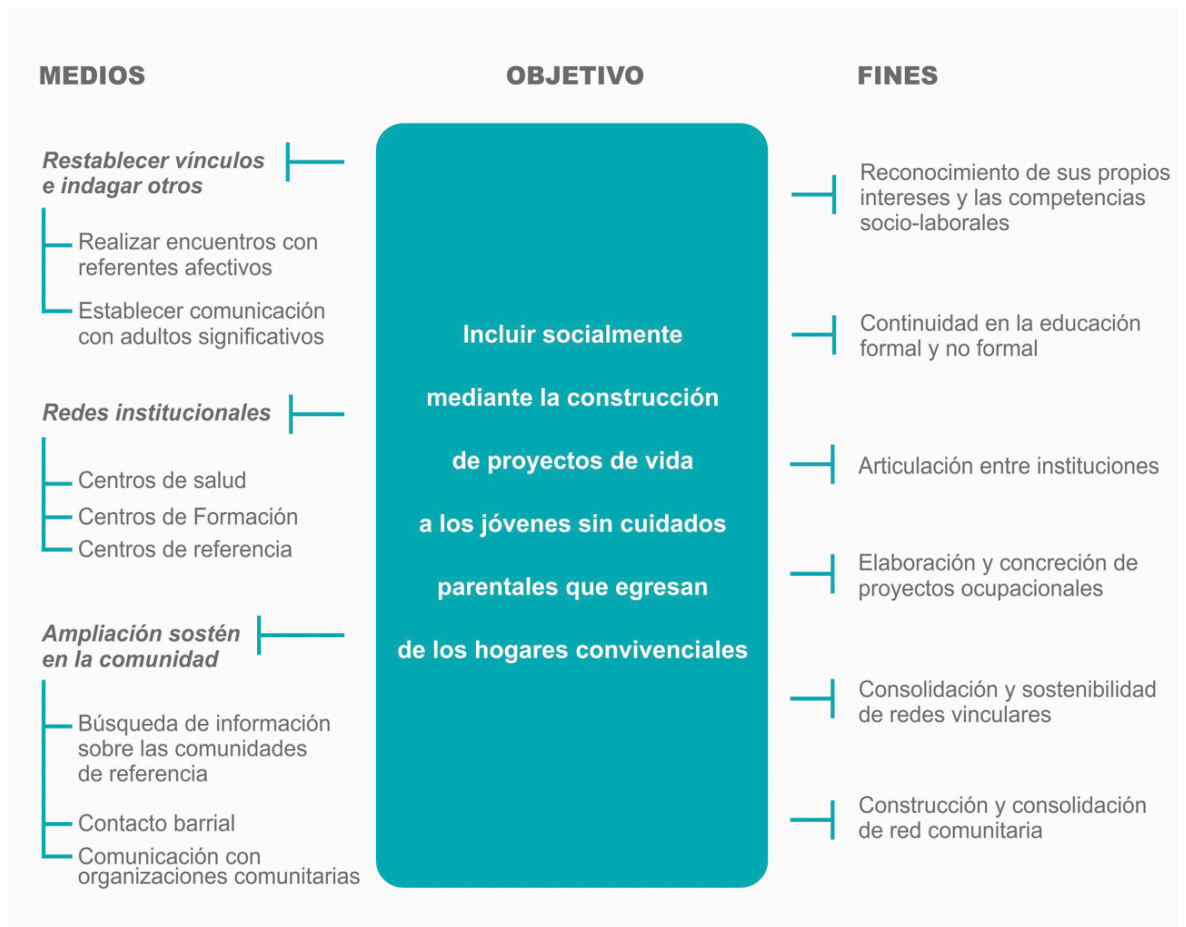 MEDIOS
Restablecer vínculos
e indagar otros
Realizar encuentros con
referentes afectivos
Establecer comunicación
con adultos significativos
Redes institucionales
Centros de salud
Centros de Formación
Centros de referencia
Ampliación sostén
en la comunidad
Búsqueda de información
sobre las comunidades
de referencia
Contacto barrial
Comunicación con
organizaciones comunitarias
OBJETIVO
Incluir socialmente
mediante la construcción
de proyectos de vida
a los jóvenes sin cuidados
parentales que egresan
de los hogares convivenciales
FINES
Reconocimiento de sus propios
intereses y las competencias
socio-laborales
Continuidad en la educación
formal y no formal
Articulación entre instituciones
Elaboración y concreción de
proyectos ocupacionales
Consolidación y sostenibilidad
de redes vinculares
Construcción y consolidación
de red comunitaria